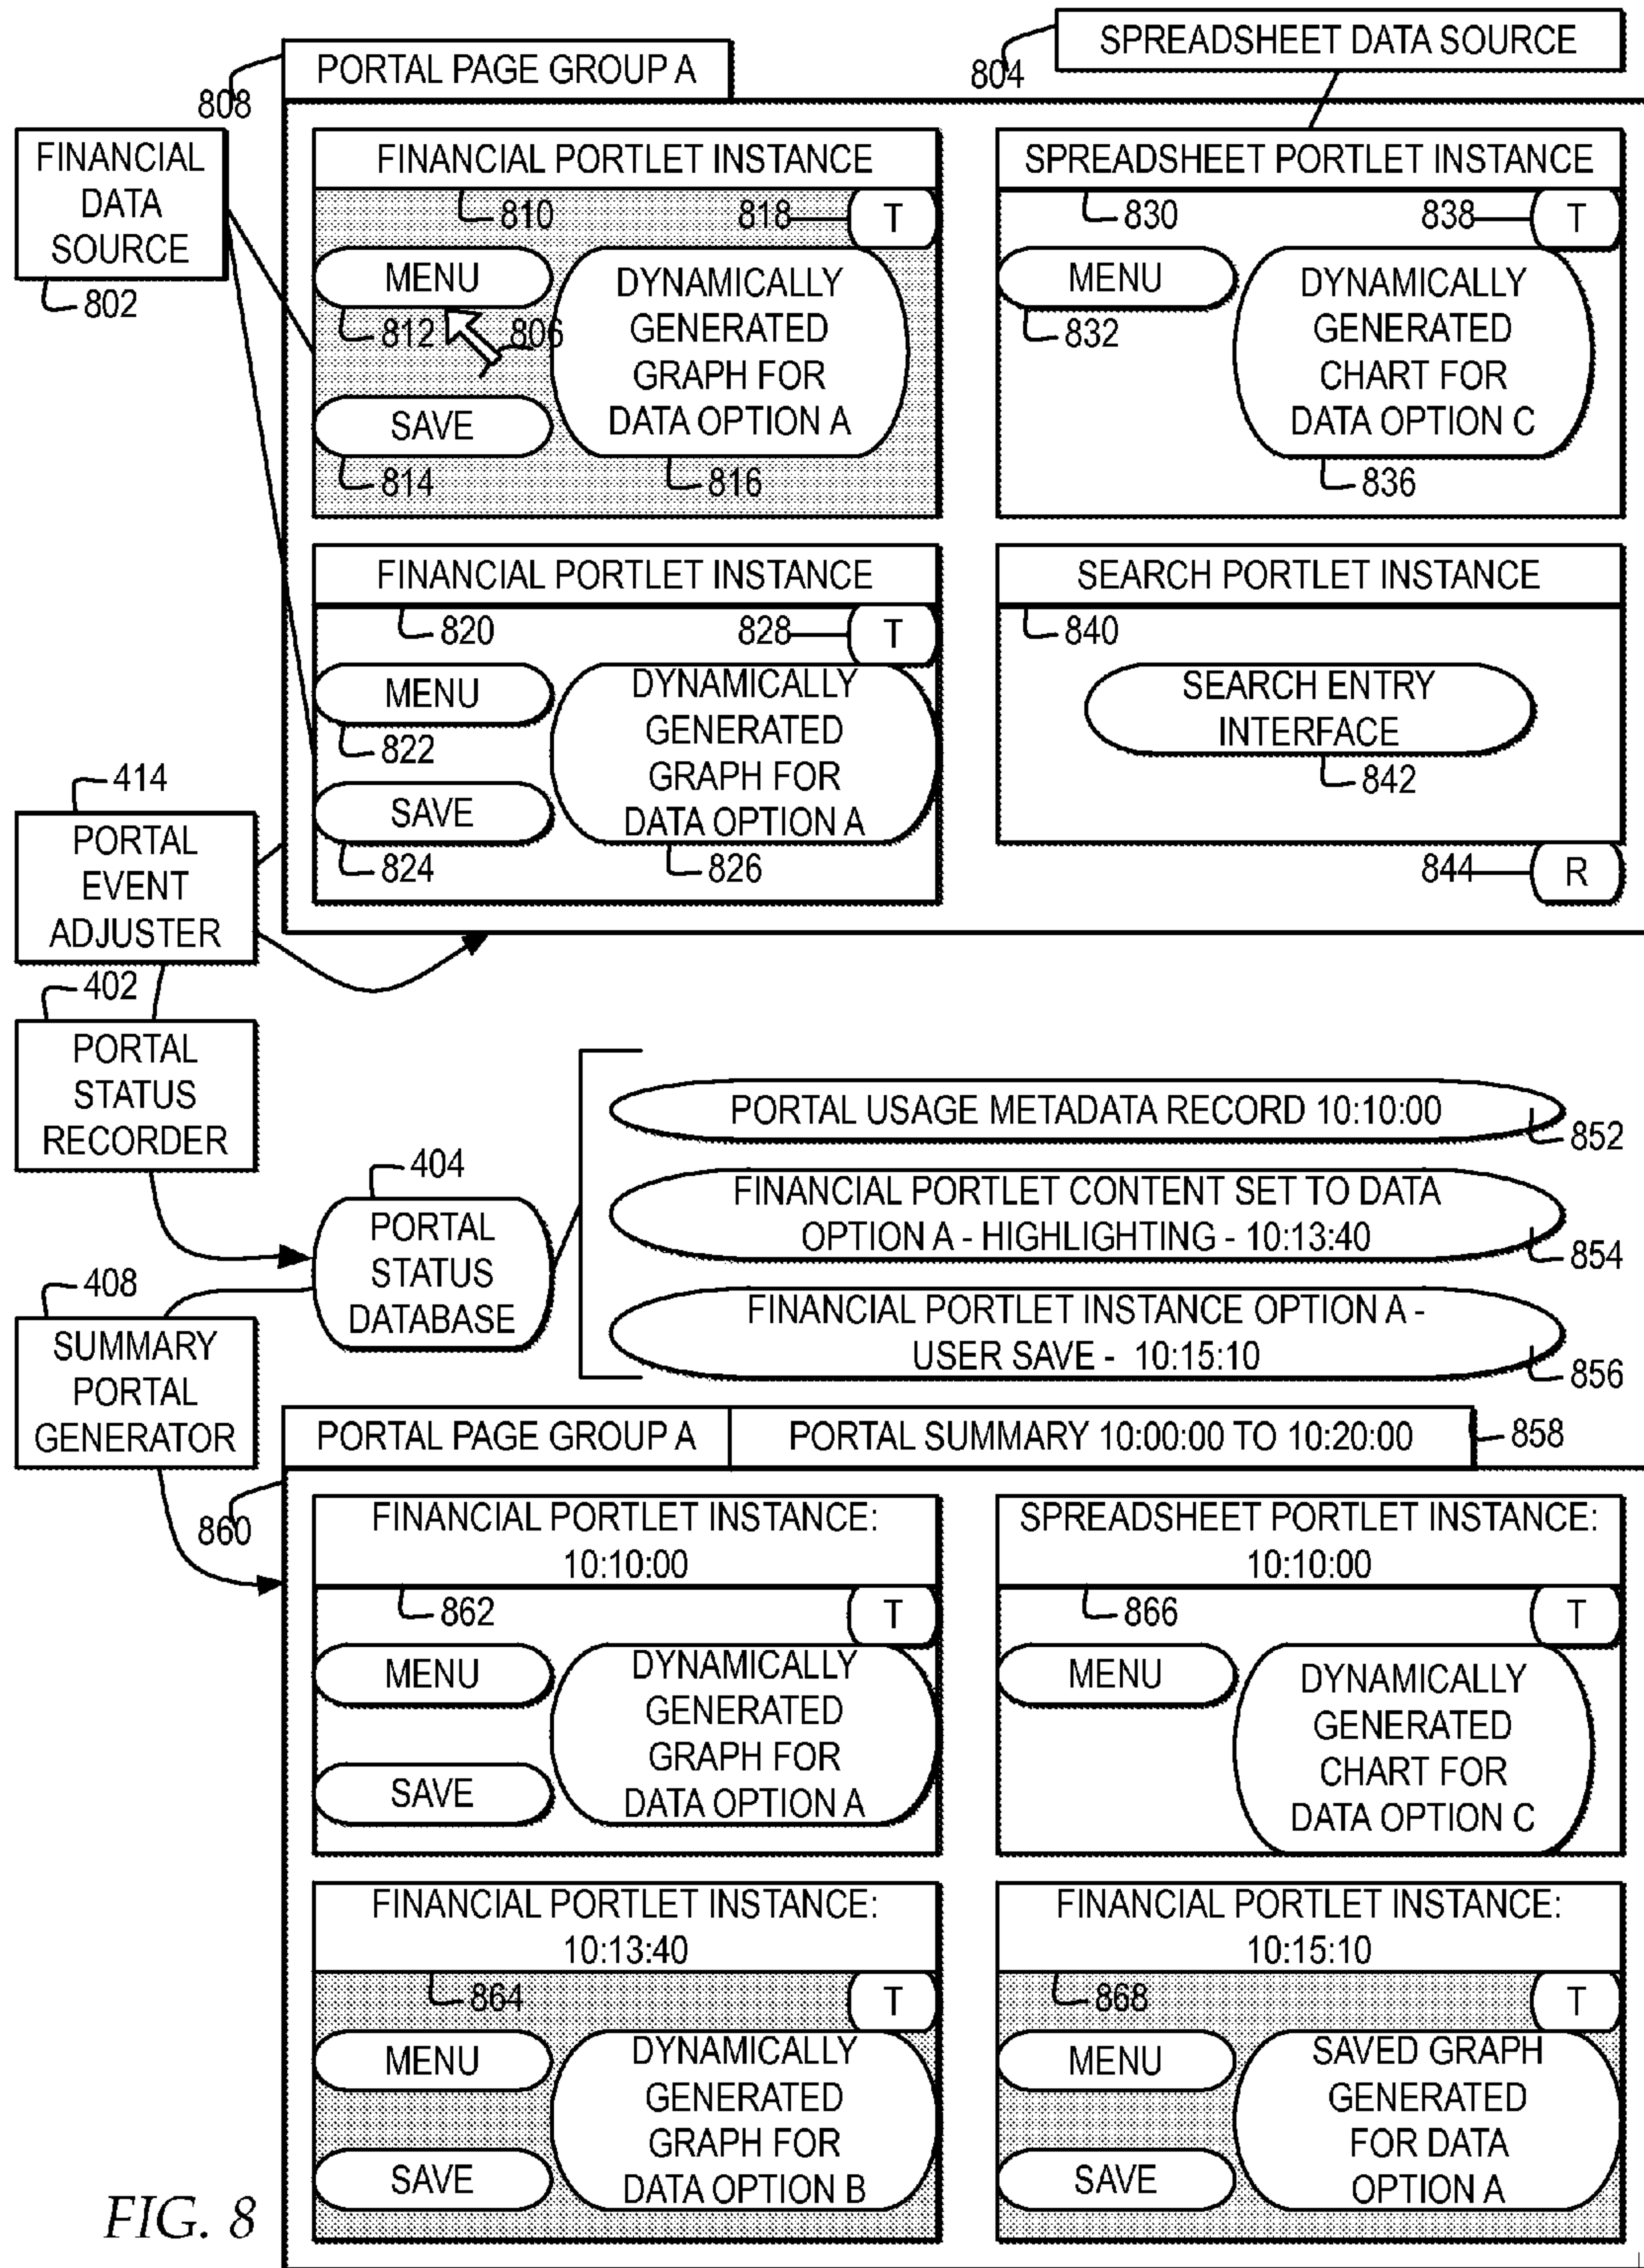 808
PORTAL PAGE GROUP A
804
SPREADSHEET DATA SOURCE
FINANCIAL
DATA
SOURCE
802
FINANCIAL PORTLET INSTANCE
810
818
T
MENU
812
806
SAVE
814
DYNAMICALLY
GENERATED
GRAPH FOR
DATA OPTION A
816
SPREADSHEET PORTLET INSTANCE
830
838
T
MENU
832
DYNAMICALLY
GENERATED
CHART FOR
DATA OPTION C
836
FINANCIAL PORTLET INSTANCE
820
828
T
MENU
822
SAVE
824
DYNAMICALLY
GENERATED
GRAPH FOR
DATA OPTION A
826
SEARCH PORTLET INSTANCE
840
SEARCH ENTRY
INTERFACE
842
844
R
414
PORTAL
EVENT
ADJUSTER
402
PORTAL
STATUS
RECORDER
404
PORTAL
STATUS
DATABASE
PORTAL USAGE METADATA RECORD 10:10:00
852
FINANCIAL PORTLET CONTENT SET TO DATA
OPTION A - HIGHLIGHTING - 10:13:40
854
FINANCIAL PORTLET INSTANCE OPTION A -
USER SAVE - 10:15:10
856
408
SUMMARY
PORTAL
GENERATOR
PORTAL PAGE GROUP A
PORTAL SUMMARY 10:00:00 TO 10:20:00
858
860
FINANCIAL PORTLET INSTANCE:
10:10:00
862
T
MENU
SAVE
DYNAMICALLY
GENERATED
GRAPH FOR
DATA OPTION A
SPREADSHEET PORTLET INSTANCE:
10:10:00
866
T
MENU
DYNAMICALLY
GENERATED
CHART FOR
DATA OPTION C
FINANCIAL PORTLET INSTANCE:
10:13:40
864
T
MENU
SAVE
DYNAMICALLY
GENERATED
GRAPH FOR
DATA OPTION B
FINANCIAL PORTLET INSTANCE:
10:15:10
868
T
MENU
SAVE
SAVED GRAPH
GENERATED
FOR DATA
OPTION A
FIG. 8